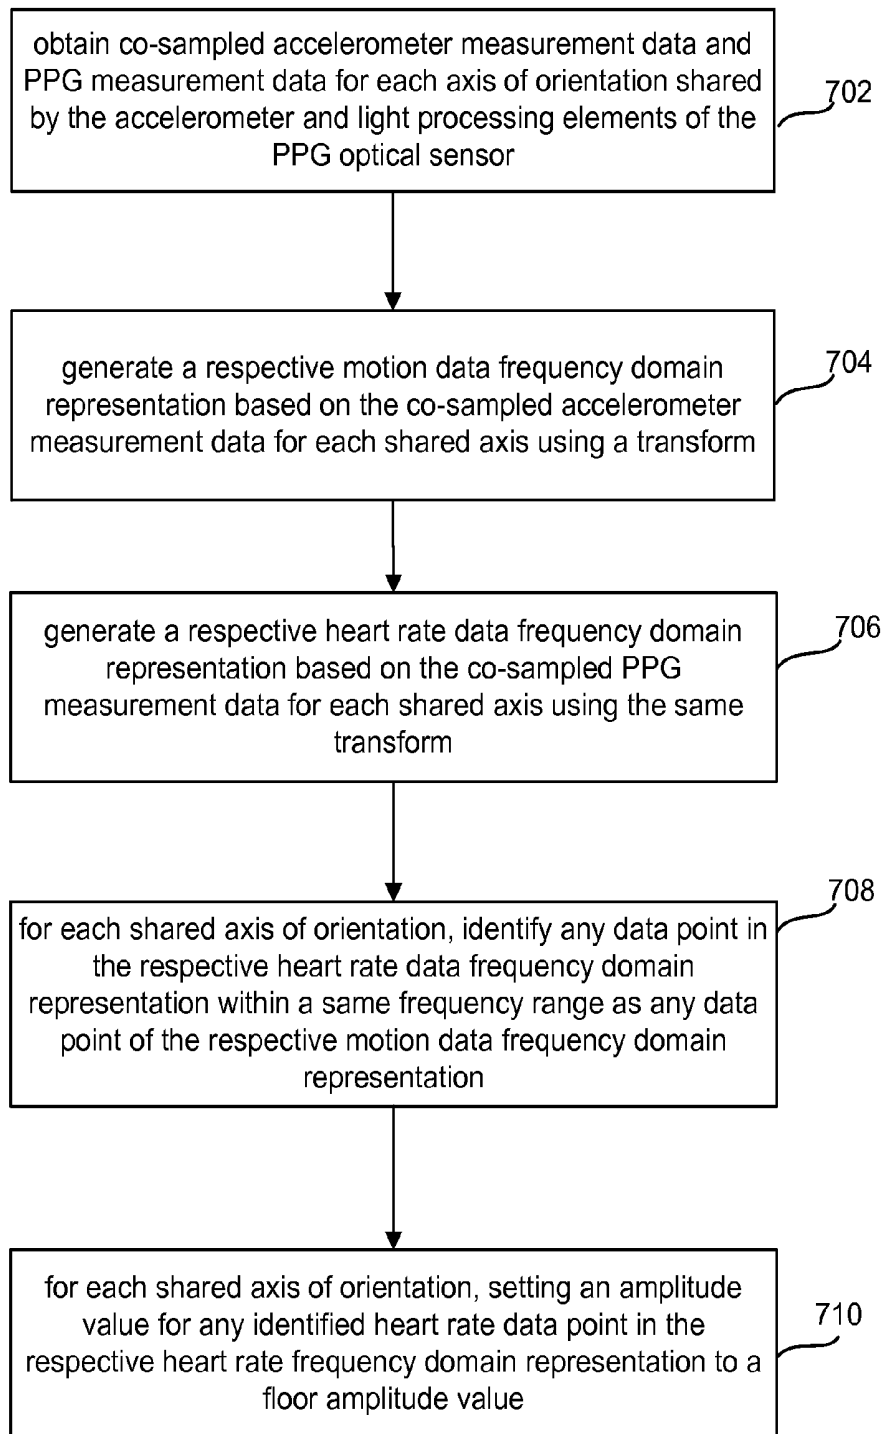 obtain co-sampled accelerometer measurement data and
PPG measurement data for each axis of orientation shared
by the accelerometer and light processing elements of the
PPG optical sensor
702
generate a respective motion data frequency domain
representation based on the co-sampled accelerometer
measurement data for each shared axis using a transform
704
generate a respective heart rate data frequency domain
representation based on the co-sampled PPG
measurement data for each shared axis using the same
transform
706
for each shared axis of orientation, identify any data point in
the respective heart rate data frequency domain
representation within a same frequency range as any data
point of the respective motion data frequency domain
representation
708
for each shared axis of orientation, setting an amplitude
value for any identified heart rate data point in the
respective heart rate frequency domain representation to a
floor amplitude value
710